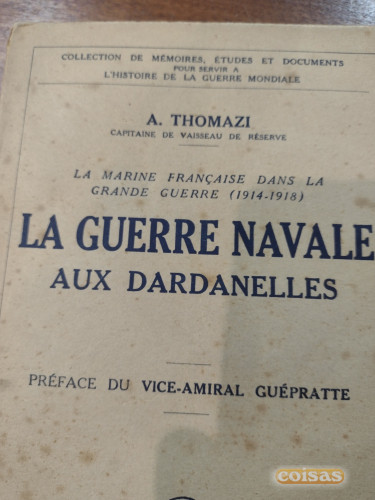 COLLECTION DE MÉMOIRES, ÉTUDES ET DOCUMENTS
POUR SERVIR A
L'HISTOIRE DE LA GUERRE MONDIALE
A. THOMAZI
CAPITAINE DE VAISSEAU DE RÉSERVE
LA MARINE FRANÇAISE DANS LA
GRANDE GUERRE (1914-1918)
LA GUERRE NAVALE
AUX DARDANELLES
PRÉFACE DU VICE-AMIRAL GUÉPRATTE
coisas